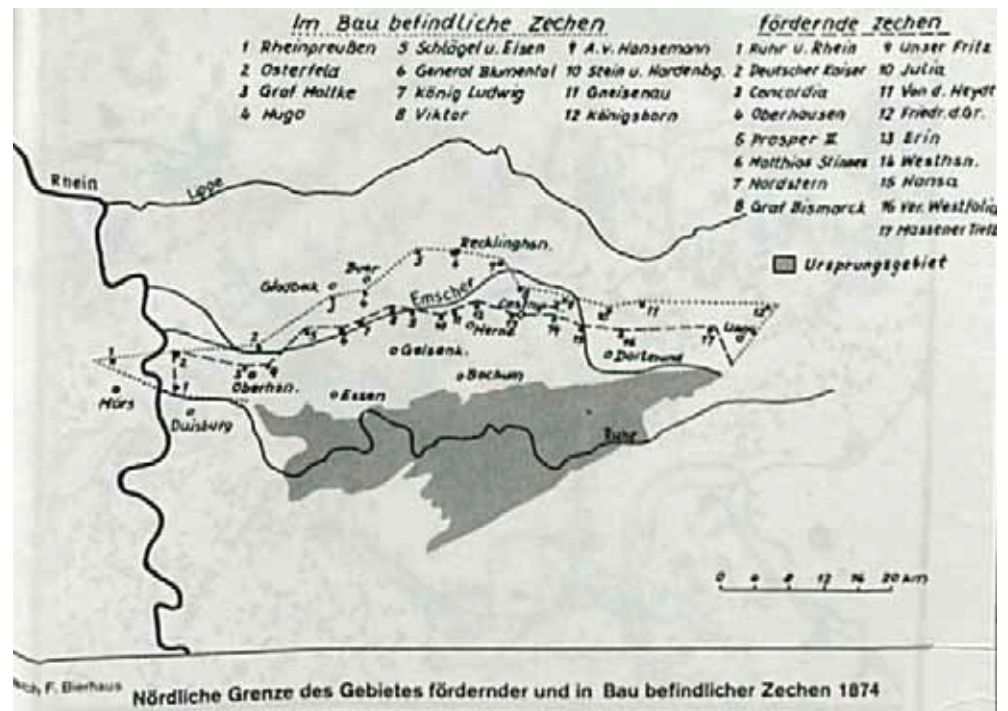 Im Bau befindliche Zechen
1 Rheinpreußen
2 Osterfeld
3 Graf Moltke
4 Hugo
5 Schlägel u. Eisen
6 General Blumental
7 König Ludwig
8 Viktor
9 A.v. Hansemann
10 Stein u. Hardenbg.
11 Gneisenau
12 Königsborn
fördernde Zechen
1 Ruhr u. Rhein
2 Deutscher Kaiser
3 Concordia
4 Oberhausen
5 Prosper II
6 Matthias Stinnes
7 Nordstern
8 Graf Bismarck
9 Unser Fritz
10 Julia
11 Von d. Heydt
12 Friedr. d. Gr.
13 Erin
14 Westhsn.
15 Hansa
16 Ver. Westfalia
17 Massener Tiefb.
Ursprungsgebiet
Rhein
Lippe
Recklinghsn.
Buer
Gladbeck
Emscher
Herne
Gelsenk.
Dortmund
Unna
Bochum
Oberhsn.
Essen
Mörs
Duisburg
Ruhr
0 4 8 12 16 20 km
F. Bierhaus
Nördliche Grenze des Gebietes fördernder und in Bau befindlicher Zechen 1874